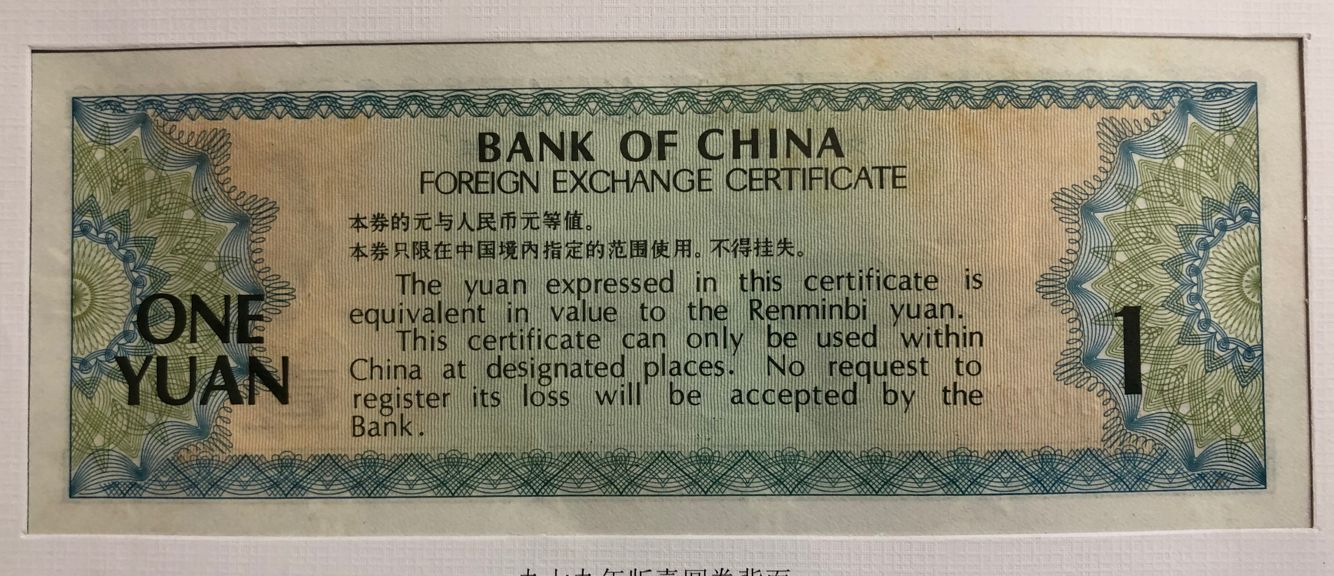 BANK OF CHINA
FOREIGN EXCHANGE CERTIFICATE
本券的元与人民币元等值。
本券只限在中国境内指定的范围使用。不得挂失。
The yuan expressed in this certificate is
equivalent in value to the Renminbi yuan.
This certificate can only be used within
China at designated places. No request to
register its loss will be accepted by the
Bank.
ONE
YUAN
1